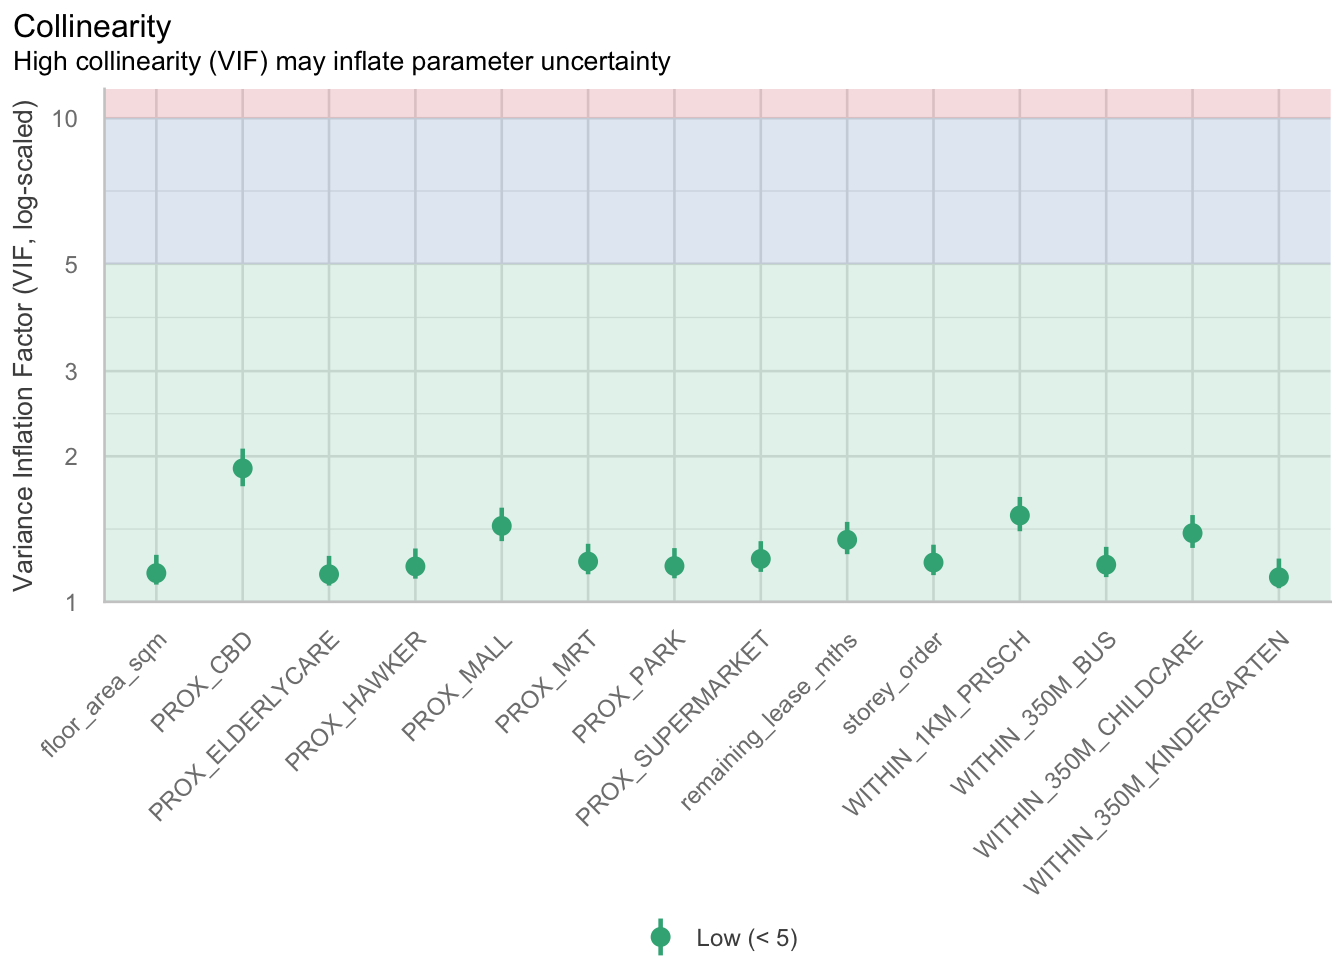 Collinearity
High collinearity (VIF) may inflate parameter uncertainty
Variance Inflation Factor (VIF, log-scaled)
10
5
3
2
1
floor_area_sqm
PROX_CBD
PROX_ELDERLYCARE
PROX_HAWKER
PROX_MALL
PROX_MRT
PROX_PARK
PROX_SUPERMARKET
remaining_lease_mths
storey_order
WITHIN_1KM_PRISCH
WITHIN_350M_BUS
WITHIN_350M_CHILDCARE
WITHIN_350M_KINDERGARTEN
Low (< 5)